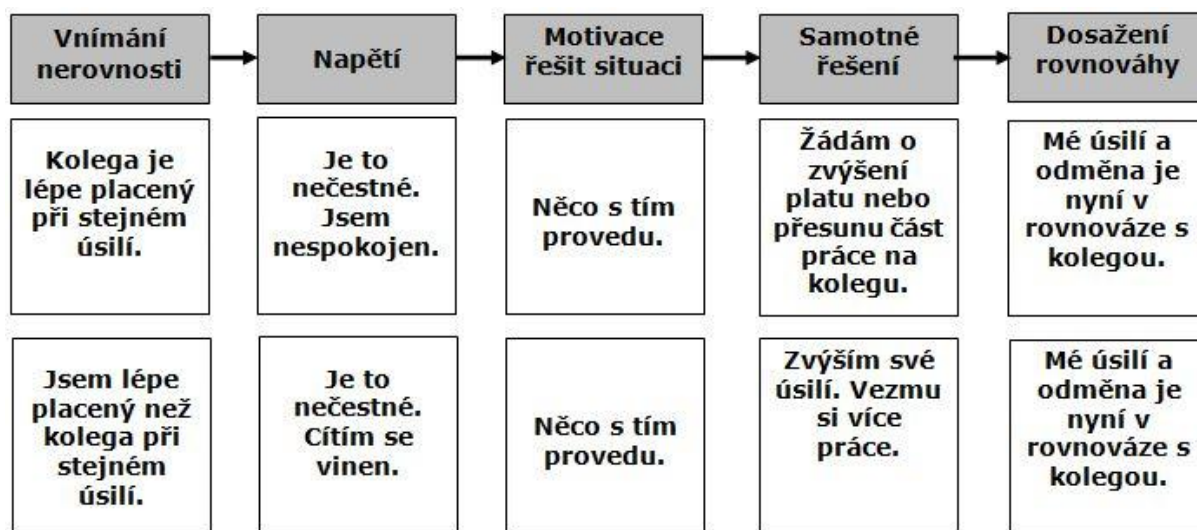 Vnímání
nerovnosti
Napětí
Motivace
řešit situaci
Samotné
řešení
Dosažení
rovnováhy
Kolega je
lépe placený
při stejném
úsilí.
Je to
nečestné.
Jsem
nespokojen.
Něco s tím
provedu.
Žádám o
zvýšení
platu nebo
přesunu část
práce na
kolegu.
Mé úsilí a
odměna je
nyní v
rovnováze s
kolegou.
Jsem lépe
placený než
kolega při
stejném
úsilí.
Je to
nečestné.
Cítím se
vinen.
Něco s tím
provedu.
Zvýším své
úsilí. Vezmu
si více
práce.
Mé úsilí a
odměna je
nyní v
rovnováze s
kolegou.